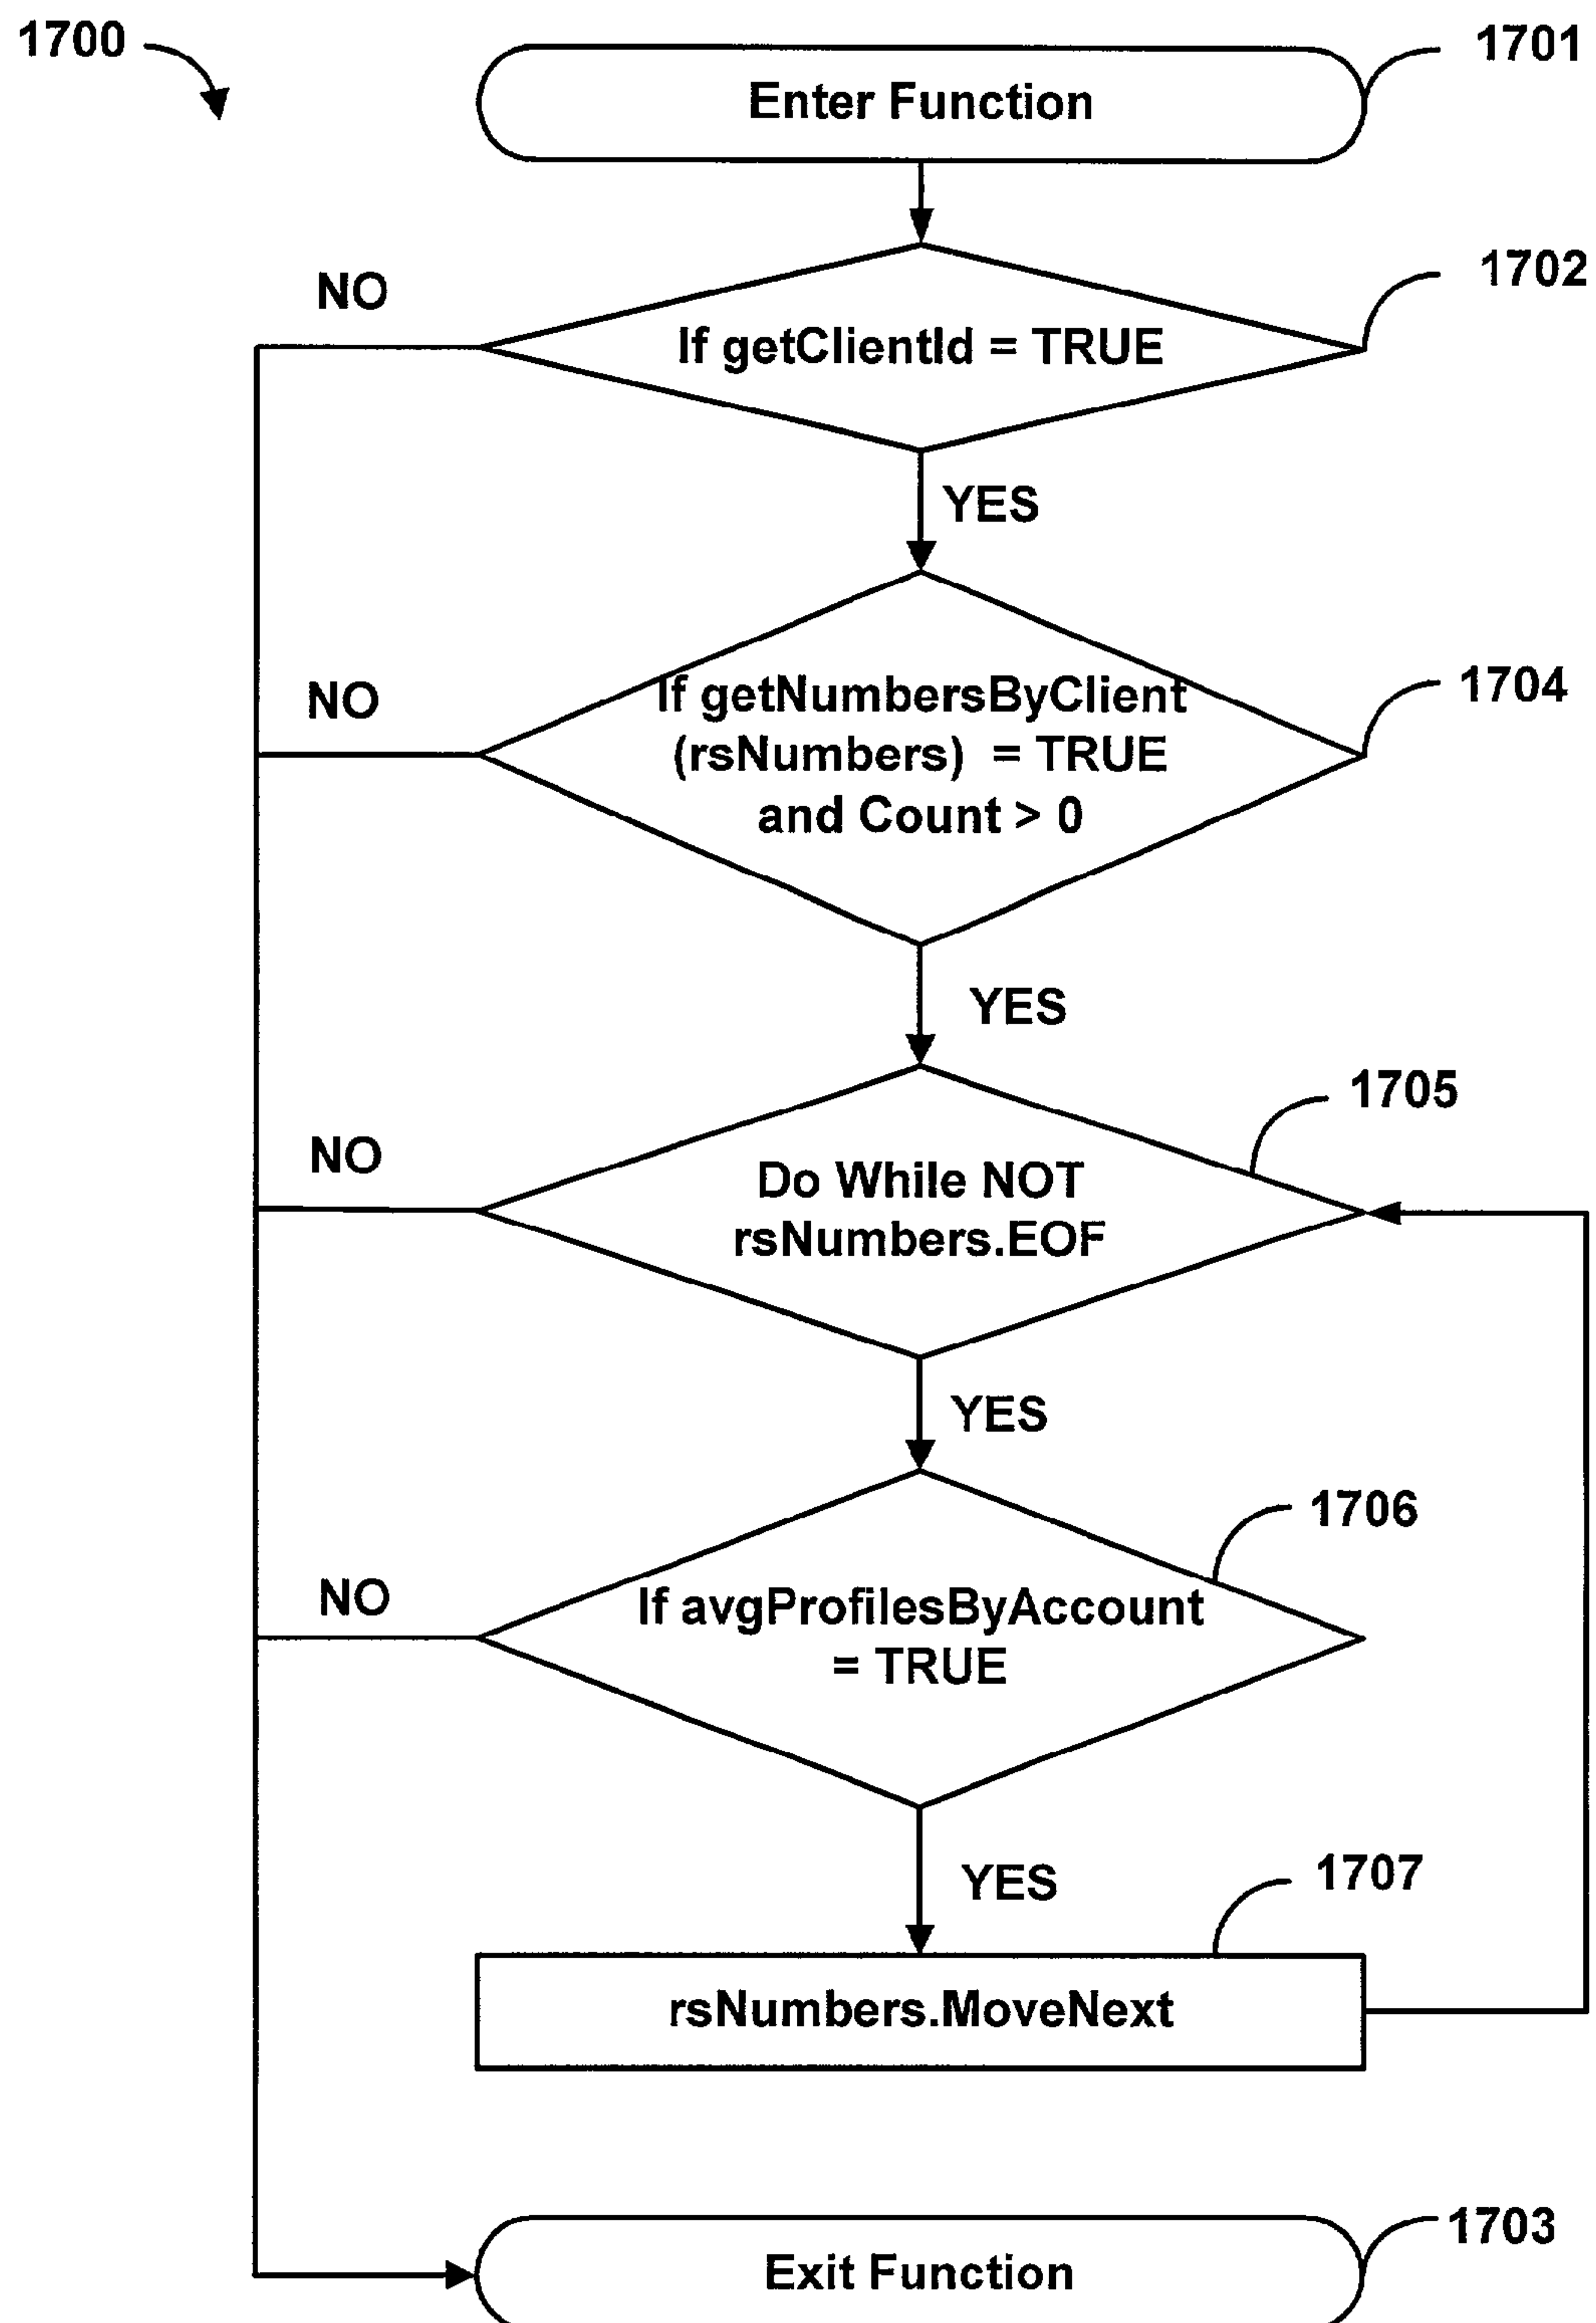 1700
1701
Enter Function
1702
NO
If getClientId = TRUE
YES
1704
NO
If getNumbersByClient
(rsNumbers) = TRUE
and Count > 0
YES
1705
NO
Do While NOT
rsNumbers.EOF
YES
1706
NO
If avgProfilesByAccount
= TRUE
YES
1707
rsNumbers.MoveNext
1703
Exit Function